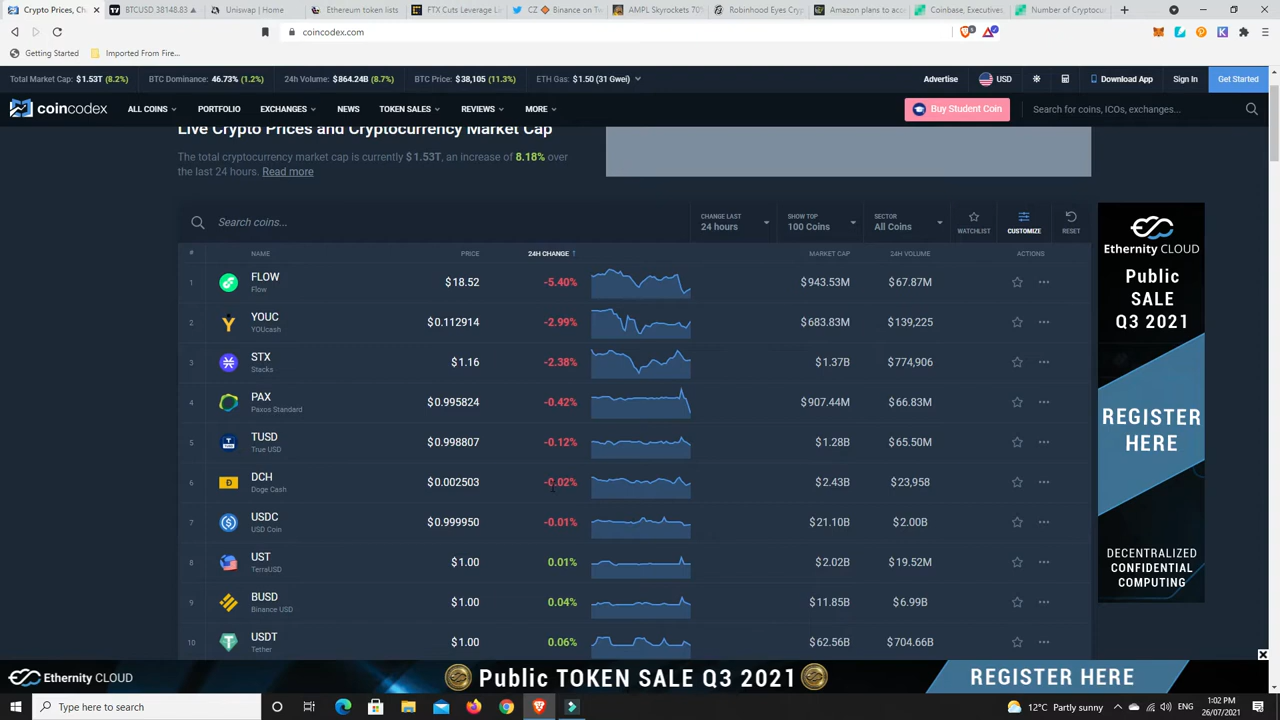 Crypto Prices, Ch
BTCUSD 38148.83
Uniswap | Home
Ethereum token lists
FTX Cuts Leverage Li
CZ Binance on Tw
AMPL Skyrockets 70%
Robinhood Eyes Cryp
Amazon plans to acce
Coinbase, Executives
Number of Cryptocu
coincodex.com
Getting Started
Imported From Fire...
Total Market Cap: $1.53T (8.2%) BTC Dominance: 46.73% (1.2%) 24h Volume: $864.24B (8.7%) BTC Price: $38,105 (11.3%) ETH Gas: $1.50 (31 Gwei) Advertise USD Download App Sign In Get Started
coincodex ALL COINS PORTFOLIO EXCHANGES NEWS TOKEN SALES REVIEWS MORE Buy Student Coin Search for coins, ICOs, exchanges...
Live Crypto Prices and Cryptocurrency Market Cap
The total cryptocurrency market cap is currently $1.53T, an increase of 8.18% over
the last 24 hours. Read more
Search coins...
CHANGE LAST
24 hours
SHOW TOP
100 Coins
SECTOR
All Coins
WATCHLIST
CUSTOMIZE
RESET
# NAME PRICE 24H CHANGE ↑ MARKET CAP 24H VOLUME ACTIONS
1 FLOW $18.52 -5.40% $943.53M $67.87M
Flow
2 YOUC $0.112914 -2.99% $683.83M $139,225
YOUcash
3 STX $1.16 -2.38% $1.37B $774,906
Stacks
4 PAX $0.995824 -0.42% $907.44M $66.83M
Paxos Standard
5 TUSD $0.998807 -0.12% $1.28B $65.50M
True USD
6 DCH $0.002503 -0.02% $2.43B $23,958
Doge Cash
7 USDC $0.999950 -0.01% $21.10B $2.00B
USD Coin
8 UST $1.00 0.01% $2.02B $19.52M
TerraUSD
9 BUSD $1.00 0.04% $11.85B $6.99B
Binance USD
10 USDT $1.00 0.06% $62.56B $704.66B
Tether
Ethernity CLOUD
Public
SALE
Q3 2021
REGISTER
HERE
DECENTRALIZED
CONFIDENTIAL
COMPUTING
Ethernity CLOUD Public TOKEN SALE Q3 2021 REGISTER HERE
Type here to search
12°C Partly sunny
ENG
1:02 PM
26/07/2021